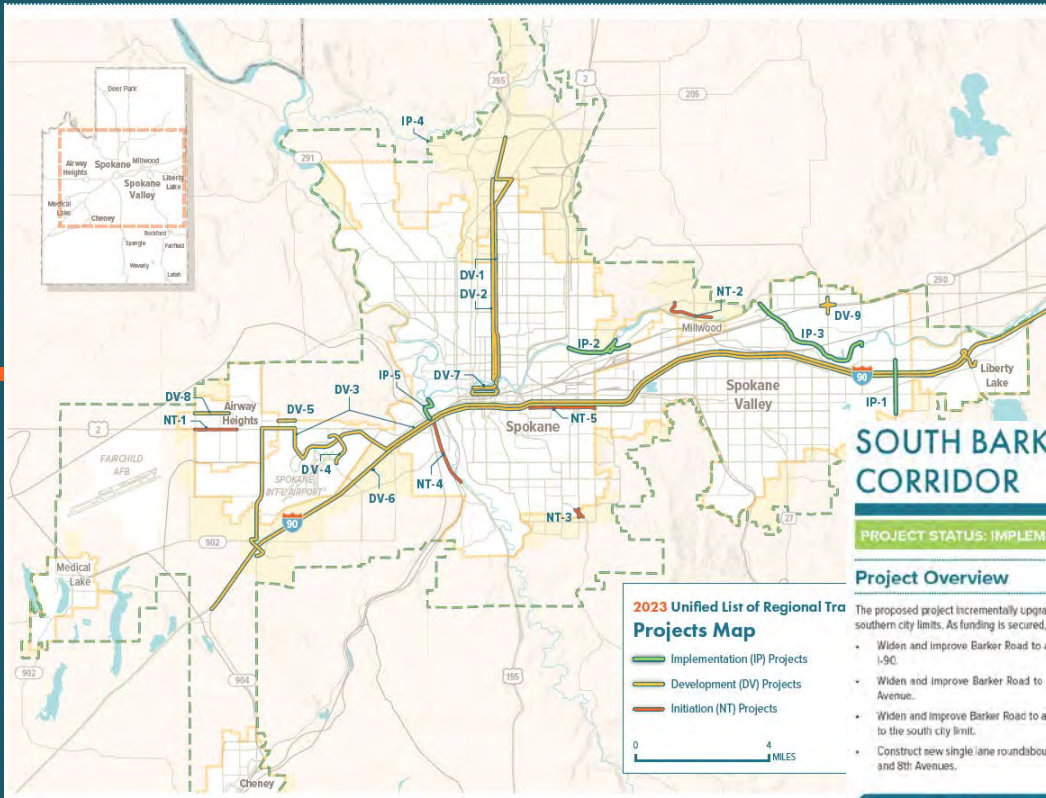 395
2
206
IP-4
291
Deer Park
Airway
Heights
Spokane
Millwood
Spokane
Valley
Liberty
Lake
Medical
Lake
Cheney
Rockford
Spangle
Fairfield
Waverly
Latah
DV-1
DV-2
NT-2
Millwood
290
DV-9
IP-3
IP-2
IP-5
DV-7
90
Liberty
Lake
DV-8
NT-1
Airway
Heights
DV-5
DV-3
Spokane
NT-5
Spokane
Valley
IP-1
2
FAIRCHILD
AFB
DV-4
SPOKANE
INT'L AIRPORT
DV-6
NT-4
90
NT-3
27
902
Medical
Lake
902
904
195
Cheney
2023 Unified List of Regional Tra
Projects Map
Implementation (IP) Projects
Development (DV) Projects
Initiation (NT) Projects
0 4
MILES
SOUTH BARK
CORRIDOR
PROJECT STATUS: IMPLEM
Project Overview
The proposed project incrementally upgra
southern city limits. As funding is secured,
• Widen and improve Barker Road to a
I-90.
• Widen and improve Barker Road to
Avenue.
• Widen and improve Barker Road to a
to the south city limit.
• Construct new single lane roundabou
and 8th Avenues.